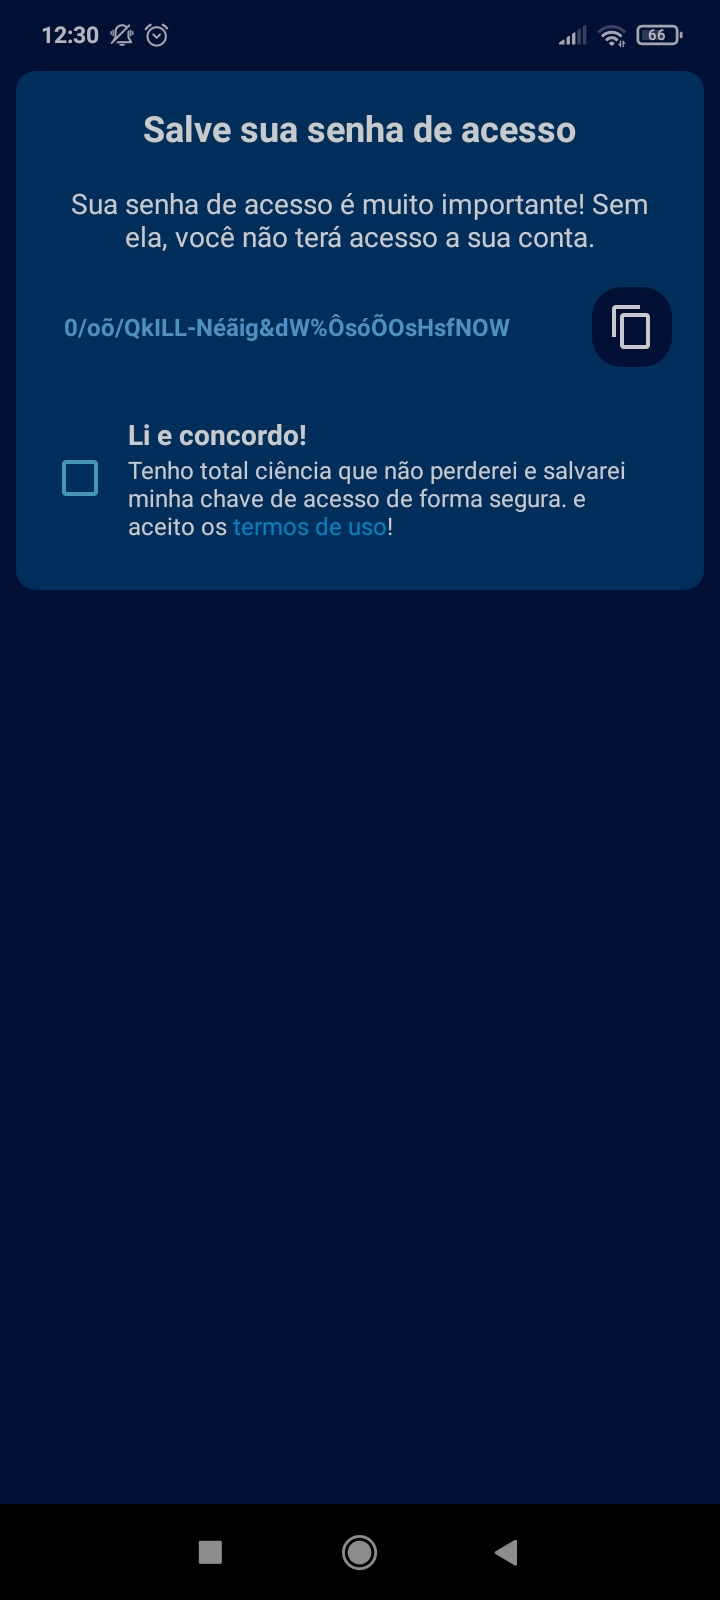 12:30
66
Salve sua senha de acesso
Sua senha de acesso é muito importante! Sem
ela, você não terá acesso a sua conta.
0/oõ/QkILL-Néãig&dW%ÔsóÕOsHsfNOW
Li e concordo!
Tenho total ciência que não perderei e salvarei
minha chave de acesso de forma segura. e
aceito os termos de uso!